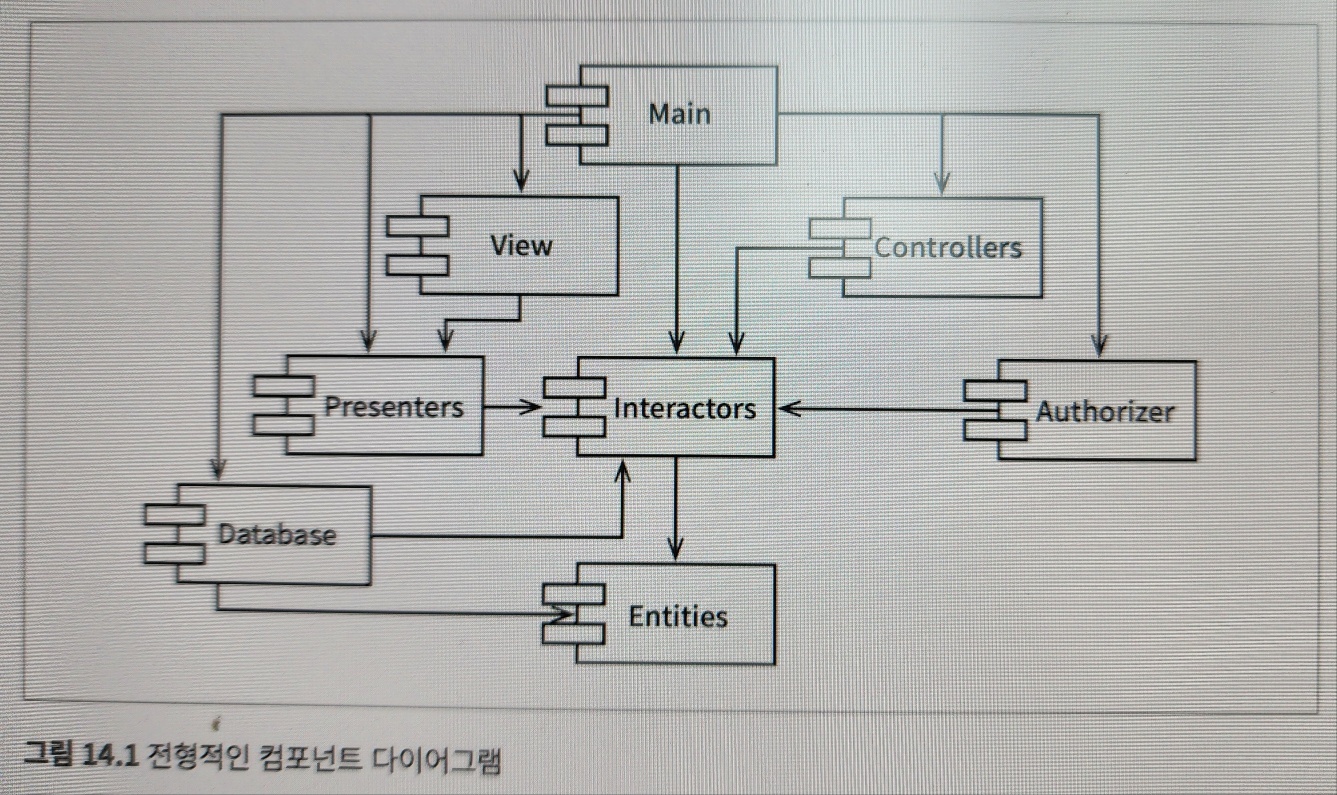 Main
View
Controllers
Presenters
Interactors
Authorizer
Database
Entities
그림 14.1 전형적인 컴포넌트 다이어그램